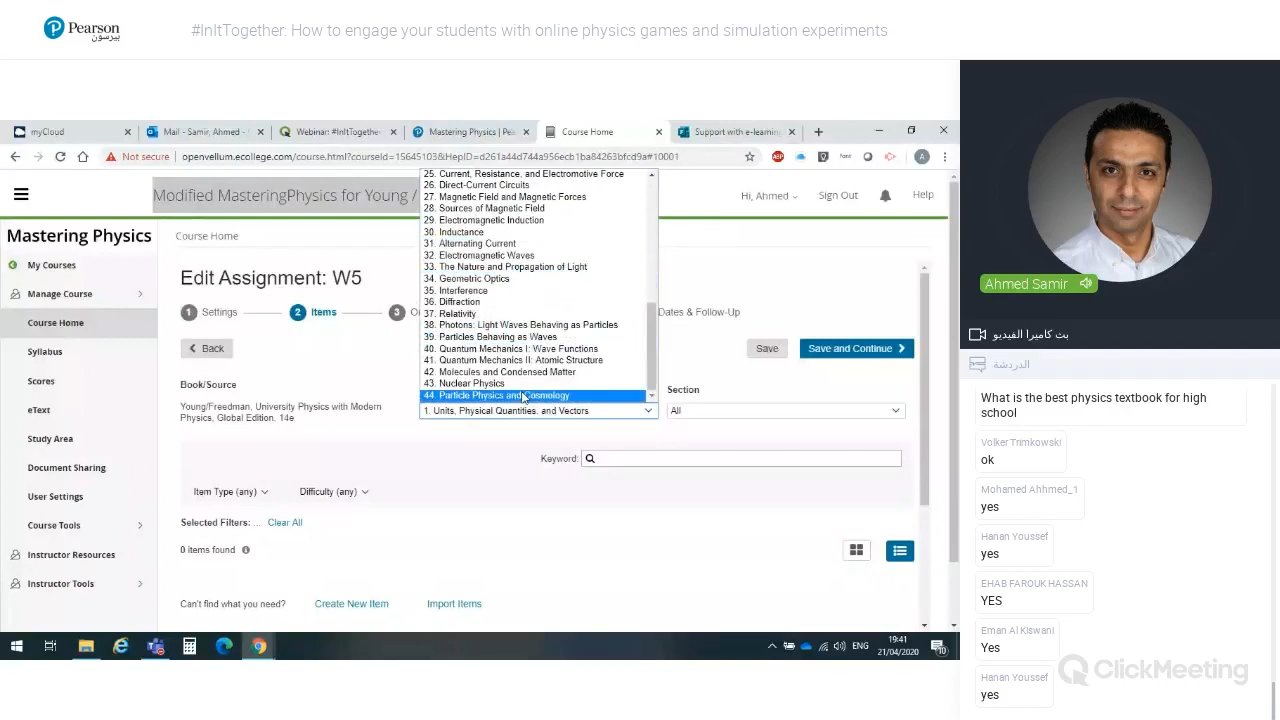 Pearson
بيرسون
#InItTogether: How to engage your students with online physics games and simulation experiments
myCloud
Mail - Samir, Ahmed -
Webinar: #InItTogether
Mastering Physics | Pe
Course Home
Support with e-learning
Not secure
openvellum.ecollege.com/course.html?courseId=15645103&HepID=d261a44d744a956ecb1ba84263bfcd9a#10001
ABP
A
Modified MasteringPhysics for Young /
Hi, Ahmed
Sign Out
Help
Mastering Physics
My Courses
Manage Course
Course Home
Syllabus
Scores
eText
Study Area
Document Sharing
User Settings
Course Tools
Instructor Resources
Instructor Tools
Course Home
Edit Assignment: W5
1 Settings
2 Items
3
Dates & Follow-Up
Back
Save
Save and Continue
Book/Source
Young/Freedman, University Physics with Modern
Physics, Global Edition, 14e
25. Current, Resistance, and Electromotive Force
26. Direct-Current Circuits
27. Magnetic Field and Magnetic Forces
28. Sources of Magnetic Field
29. Electromagnetic Induction
30. Inductance
31. Alternating Current
32. Electromagnetic Waves
33. The Nature and Propagation of Light
34. Geometric Optics
35. Interference
36. Diffraction
37. Relativity
38. Photons: Light Waves Behaving as Particles
39. Particles Behaving as Waves
40. Quantum Mechanics I: Wave Functions
41. Quantum Mechanics II: Atomic Structure
42. Molecules and Condensed Matter
43. Nuclear Physics
44. Particle Physics and Cosmology
1. Units, Physical Quantities, and Vectors
Section
All
Keyword:
Item Type (any)
Difficulty (any)
Selected Filters: ...
Clear All
0 items found
Can't find what you need?
Create New Item
Import Items
ENG
19:41
21/04/2020
10
Ahmed Samir
بث كاميرا الفيديو
الدردشة
What is the best physics textbook for high
school
Volker Trimkowski
ok
Mohamed Ahhmed_1
yes
Hanan Youssef
yes
EHAB FAROUK HASSAN
YES
Eman Al Kiswani
Yes
Hanan Youssef
yes
ClickMeeting